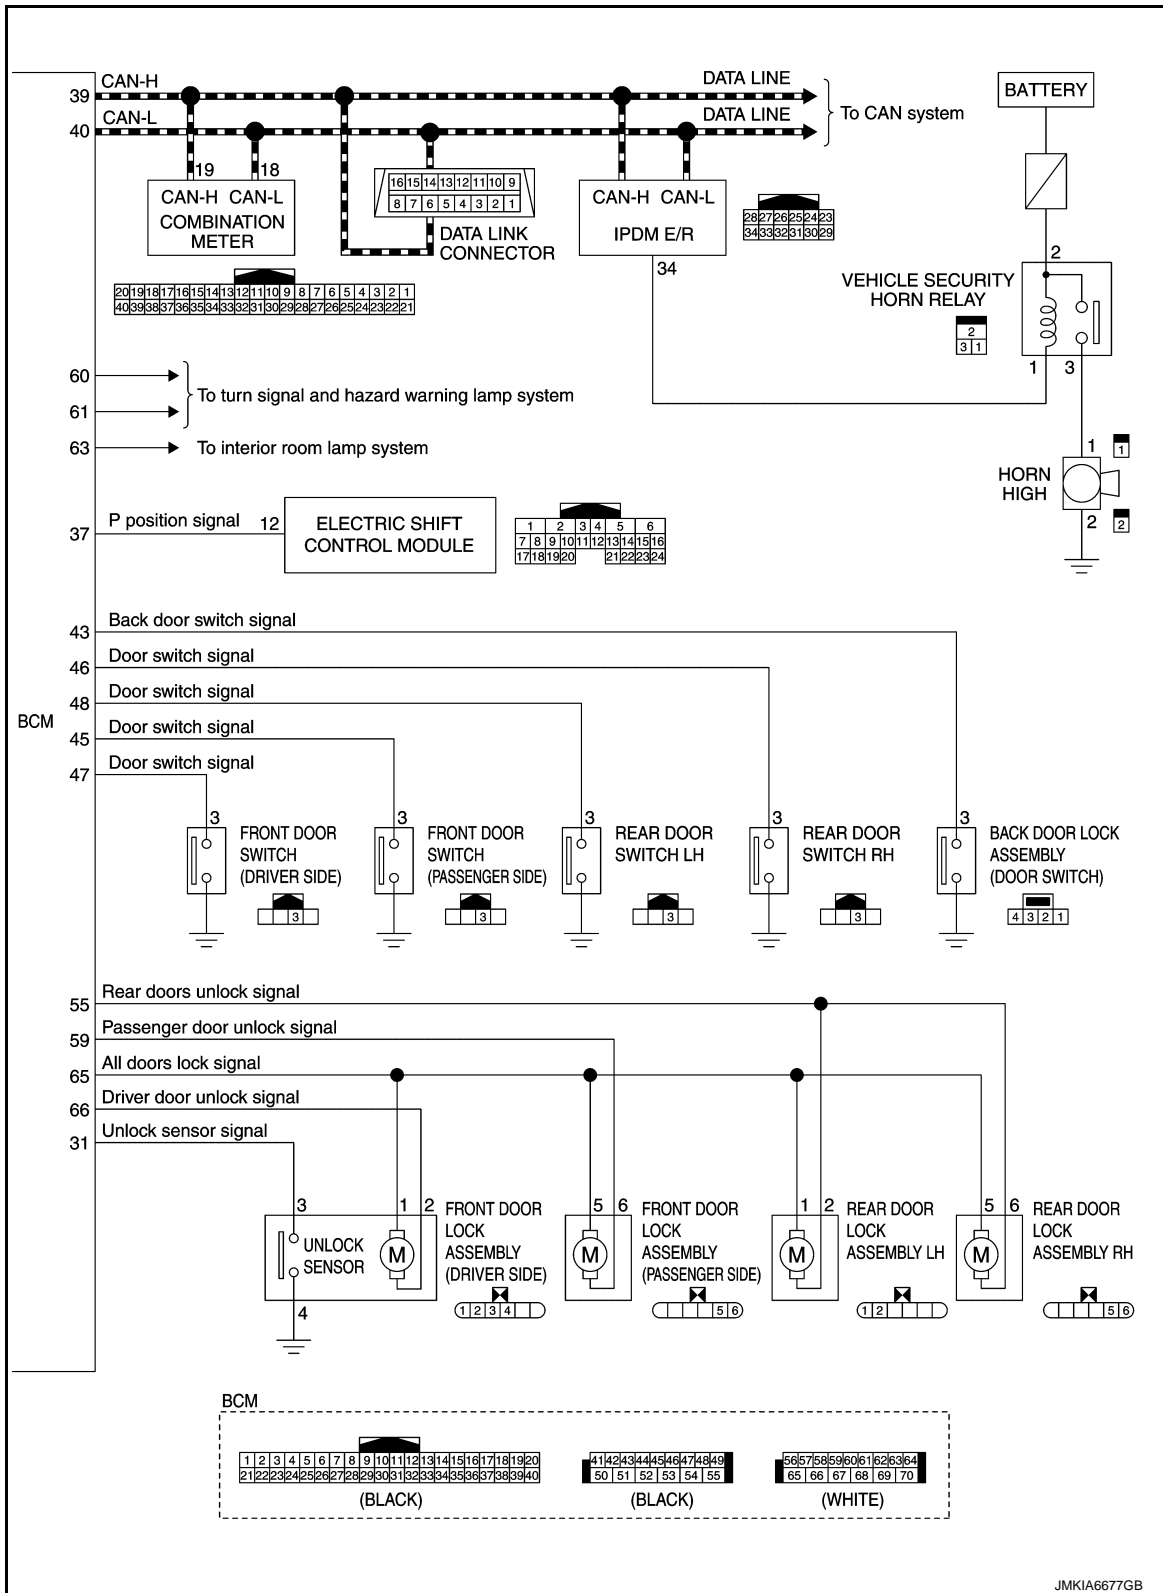 CAN-H
DATA LINE
39
CAN-L
DATA LINE
40
To CAN system
BATTERY
19 18
CAN-H CAN-L
COMBINATION
METER
16 15 14 13 12 11 10 9
8 7 6 5 4 3 2 1
DATA LINK
CONNECTOR
CAN-H CAN-L
IPDM E/R
34
28 27 26 25 24 23
34 33 32 31 30 29
20 19 18 17 16 15 14 13 12 11 10 9 8 7 6 5 4 3 2 1
40 39 38 37 36 35 34 33 32 31 30 29 28 27 26 25 24 23 22 21
2
VEHICLE SECURITY
HORN RELAY
2
3 1
1 3
60
61
To turn signal and hazard warning lamp system
63
To interior room lamp system
1
1
HORN
HIGH
2
2
37
P position signal
12
ELECTRIC SHIFT
CONTROL MODULE
1 2 3 4 5 6
7 8 9 10 11 12 13 14 15 16
17 18 19 20 21 22 23 24
43
Back door switch signal
46
Door switch signal
48
Door switch signal
BCM
45
Door switch signal
47
Door switch signal
3
FRONT DOOR
SWITCH
(DRIVER SIDE)
3
3
FRONT DOOR
SWITCH
(PASSENGER SIDE)
3
3
REAR DOOR
SWITCH LH
3
3
REAR DOOR
SWITCH RH
3
3
BACK DOOR LOCK
ASSEMBLY
(DOOR SWITCH)
4 3 2 1
55
Rear doors unlock signal
59
Passenger door unlock signal
65
All doors lock signal
66
Driver door unlock signal
31
Unlock sensor signal
3 1 2
UNLOCK
SENSOR
M
4
FRONT DOOR
LOCK
ASSEMBLY
(DRIVER SIDE)
1 2 3 4
5 6
M
FRONT DOOR
LOCK
ASSEMBLY
(PASSENGER SIDE)
5 6
1 2
M
REAR DOOR
LOCK
ASSEMBLY LH
1 2
5 6
M
REAR DOOR
LOCK
ASSEMBLY RH
5 6
BCM
1 2 3 4 5 6 7 8 9 10 11 12 13 14 15 16 17 18 19 20
21 22 23 24 25 26 27 28 29 30 31 32 33 34 35 36 37 38 39 40
(BLACK)
41 42 43 44 45 46 47 48 49
50 51 52 53 54 55
(BLACK)
56 57 58 59 60 61 62 63 64
65 66 67 68 69 70
(WHITE)
JMKIA6677GB